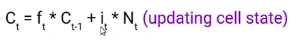 Cₜ = fₜ * Cₜ₋₁ + iₜ * Nₜ (updating cell state)